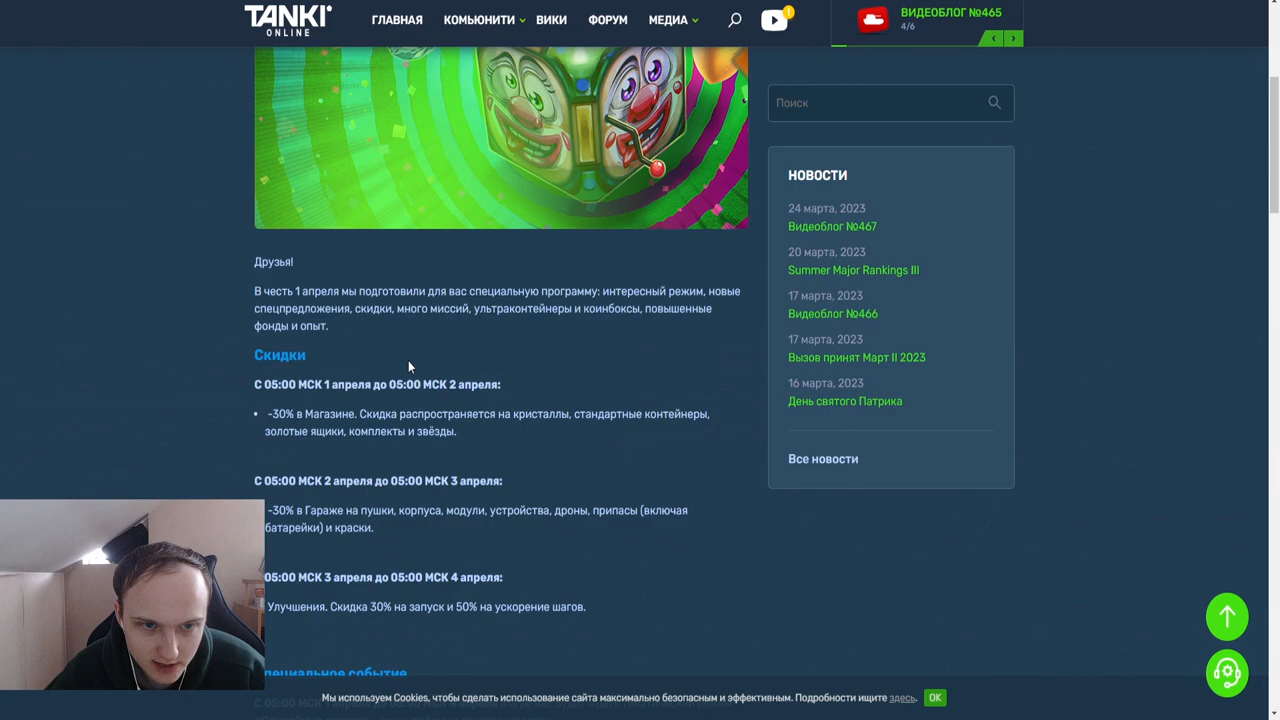 TANKI
ONLINE
ГЛАВНАЯ
КОМЬЮНИТИ
ВИКИ
ФОРУМ
МЕДИА
1
ВИДЕОБЛОГ №465
4/6
Поиск
НОВОСТИ
24 марта, 2023
Видеоблог №467
20 марта, 2023
Summer Major Rankings III
17 марта, 2023
Видеоблог №466
17 марта, 2023
Вызов принят Март II 2023
16 марта, 2023
День святого Патрика
Все новости
Друзья!
В честь 1 апреля мы подготовили для вас специальную программу: интересный режим, новые
спецпредложения, скидки, много миссий, ультраконтейнеры и коинбоксы, повышенные
фонды и опыт.
Скидки
С 05:00 МСК 1 апреля до 05:00 МСК 2 апреля:
• -30% в Магазине. Скидка распространяется на кристаллы, стандартные контейнеры,
золотые ящики, комплекты и звёзды.
С 05:00 МСК 2 апреля до 05:00 МСК 3 апреля:
-30% в Гараже на пушки, корпуса, модули, устройства, дроны, припасы (включая
батарейки) и краски.
05:00 МСК 3 апреля до 05:00 МСК 4 апреля:
Улучшения. Скидка 30% на запуск и 50% на ускорение шагов.
пециальное событие
Мы используем Cookies, чтобы сделать использование сайта максимально безопасным и эффективным. Подробности ищите здесь.
OK